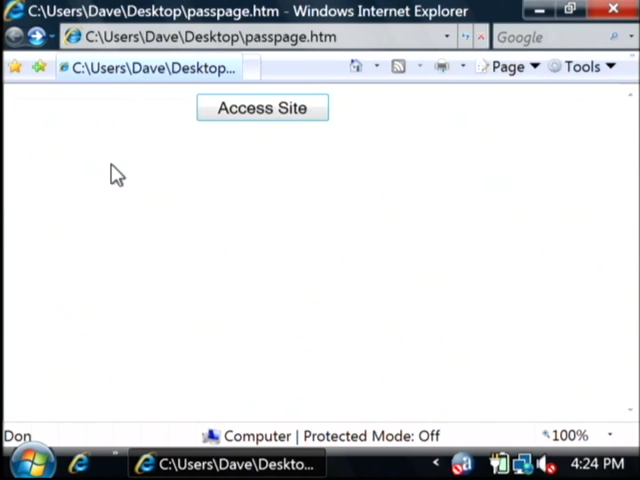 C:\Users\Dave\Desktop\passpage.htm - Windows Internet Explorer
C:\Users\Dave\Desktop\passpage.htm
Google
C:\Users\Dave\Desktop...
Page
Tools
Access Site
Don
Computer | Protected Mode: Off
100%
C:\Users\Dave\Deskto...
4:24 PM